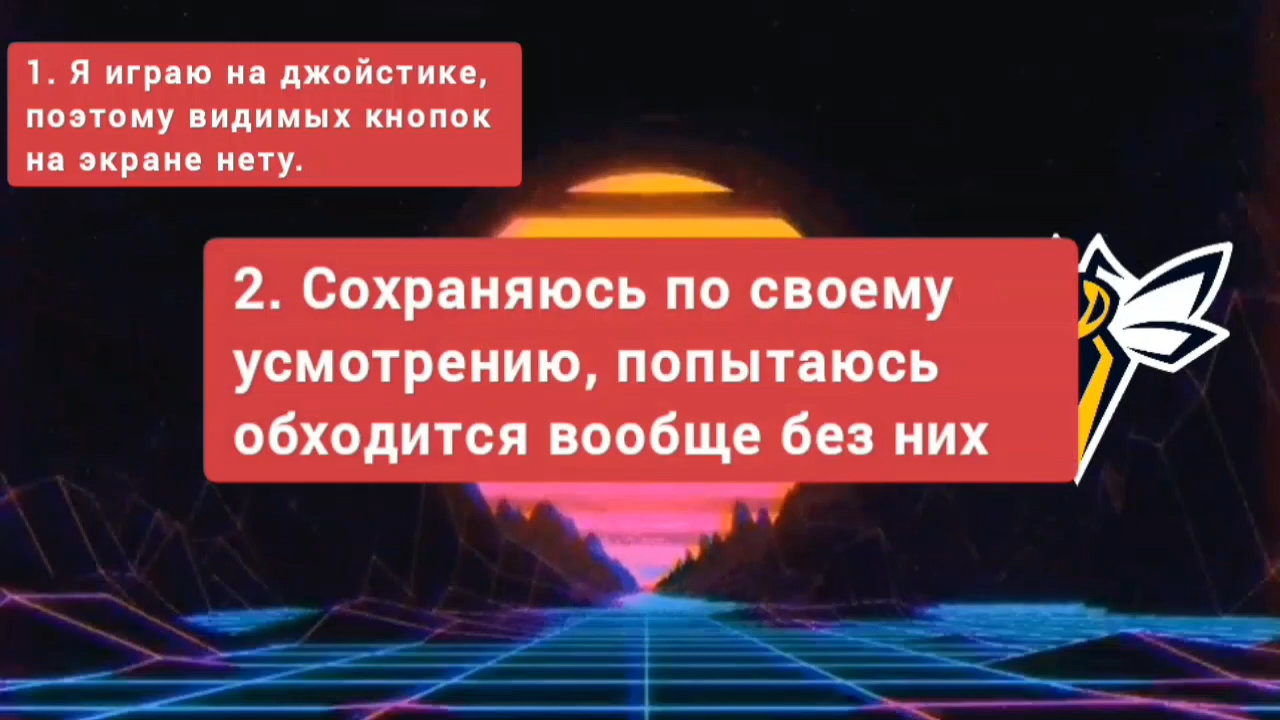 1. Я играю на джойстике,
поэтому видимых кнопок
на экране нету.
2. Сохраняюсь по своему
усмотрению, попытаюсь
обходится вообще без них